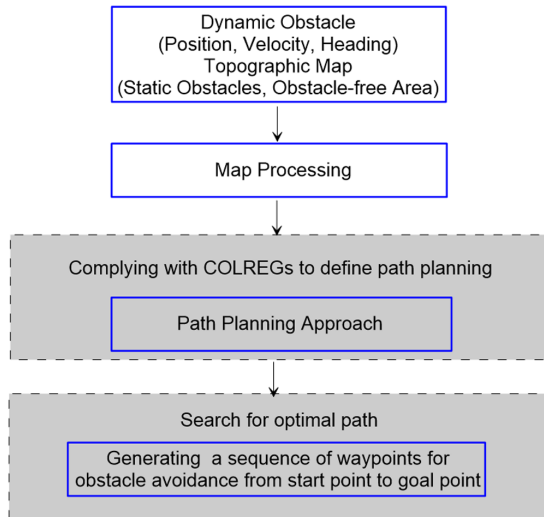 Dynamic Obstacle
(Position, Velocity, Heading)
Topographic Map
(Static Obstacles, Obstacle-free Area)
Map Processing
Complying with COLREGs to define path planning
Path Planning Approach
Search for optimal path
Generating a sequence of waypoints for
obstacle avoidance from start point to goal point